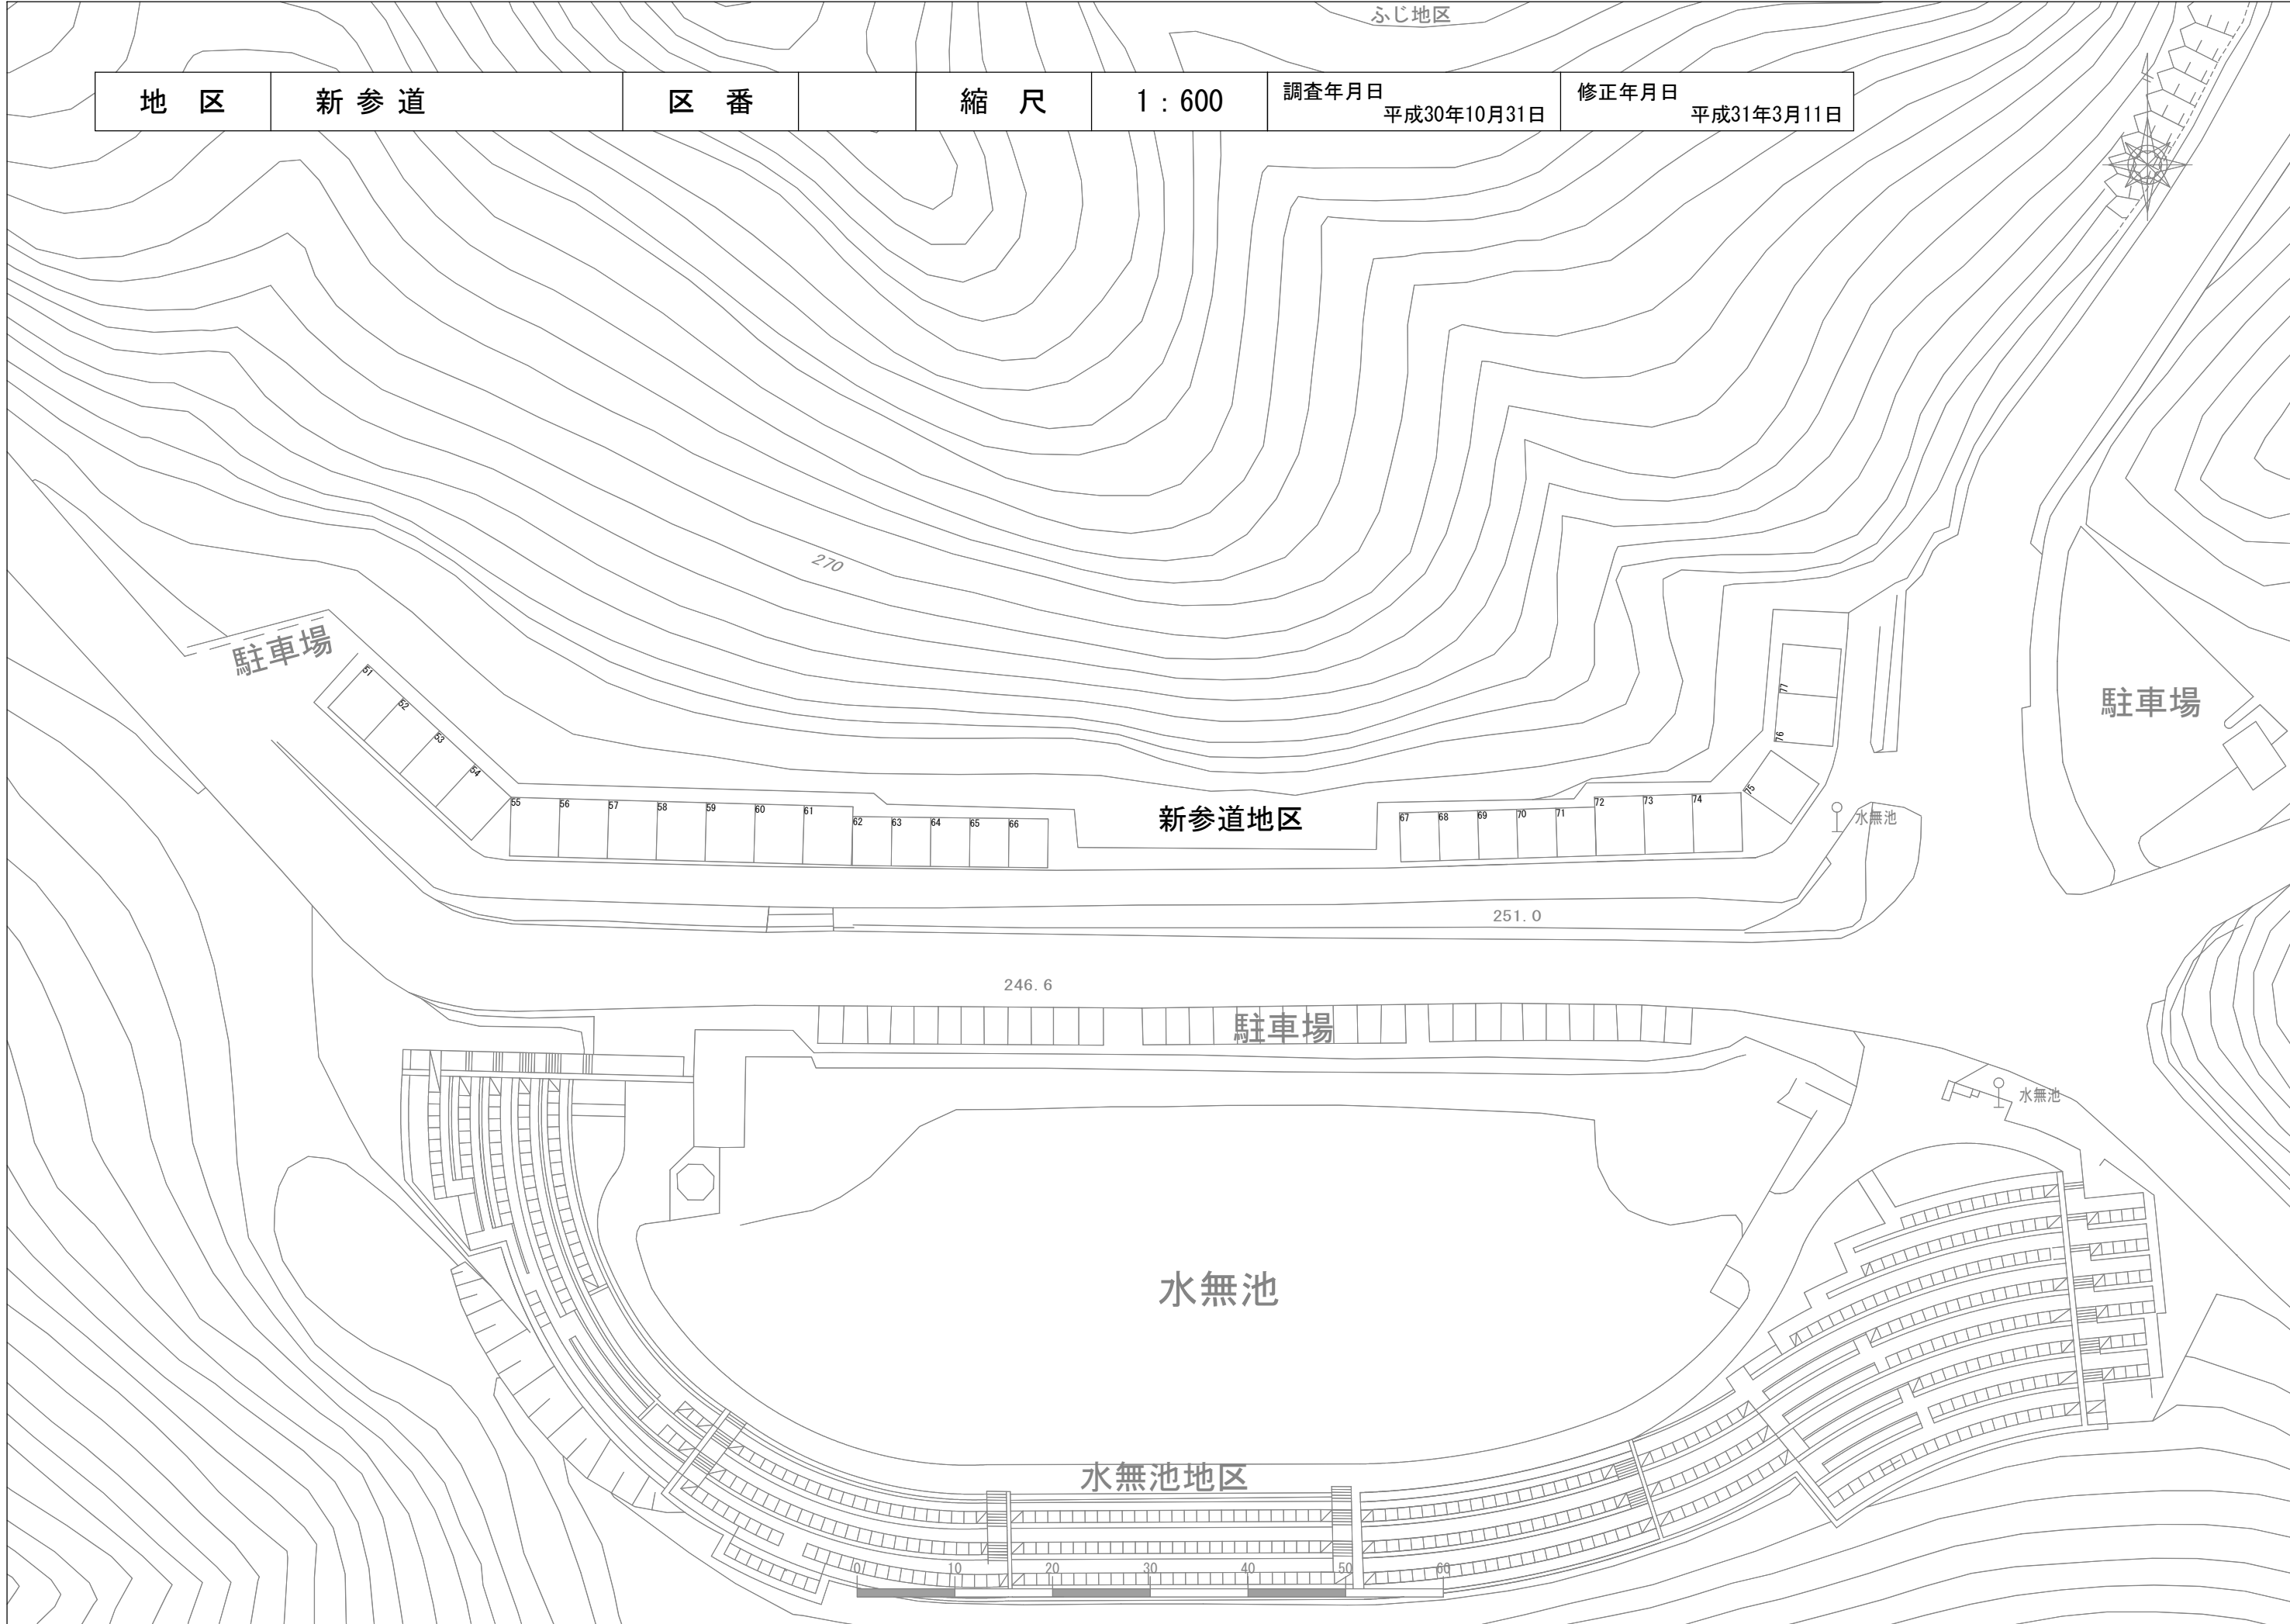 ふじ地区
地 区 新 参 道 区 番 縮 尺 1 : 600 調査年月日 平成30年10月31日 修正年月日 平成31年3月11日
270
駐車場
51
52
53
54
55 56 57 58 59 60 61
62 63 64 65 66
新参道地区
67 68 69 70 71 72 73 74
75
76
77
駐車場
水無池
251.0
246.6
駐車場
水無池
水無池
水無池地区
0 10 20 30 40 50 60